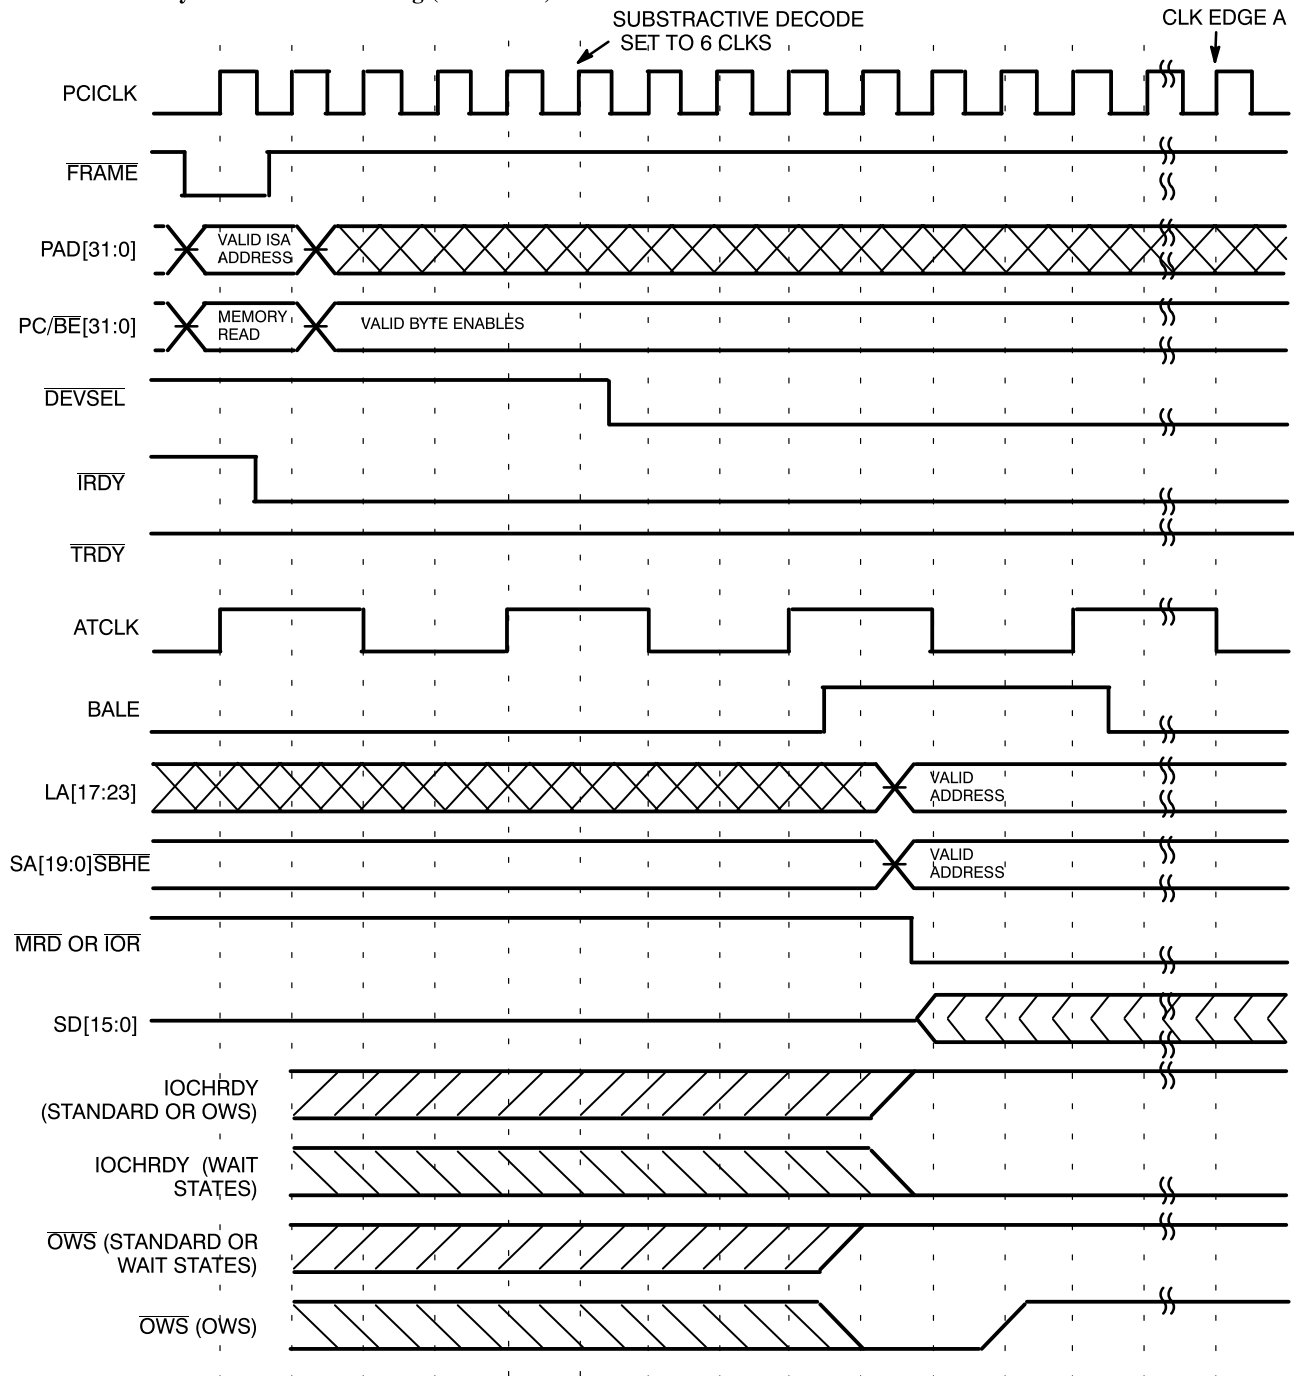 SUBSTRACTIVE DECODE
SET TO 6 CLKS
CLK EDGE A
PCICLK
FRAME
PAD[31:0]
VALID ISA
ADDRESS
PC/BE[31:0]
MEMORY
READ
VALID BYTE ENABLES
DEVSEL
IRDY
TRDY
ATCLK
BALE
LA[17:23]
VALID
ADDRESS
SA[19:0]SBHE
VALID
ADDRESS
MRD OR IOR
SD[15:0]
IOCHRDY
(STANDARD OR OWS)
IOCHRDY (WAIT
STATES)
OWS (STANDARD OR
WAIT STATES)
OWS (OWS)